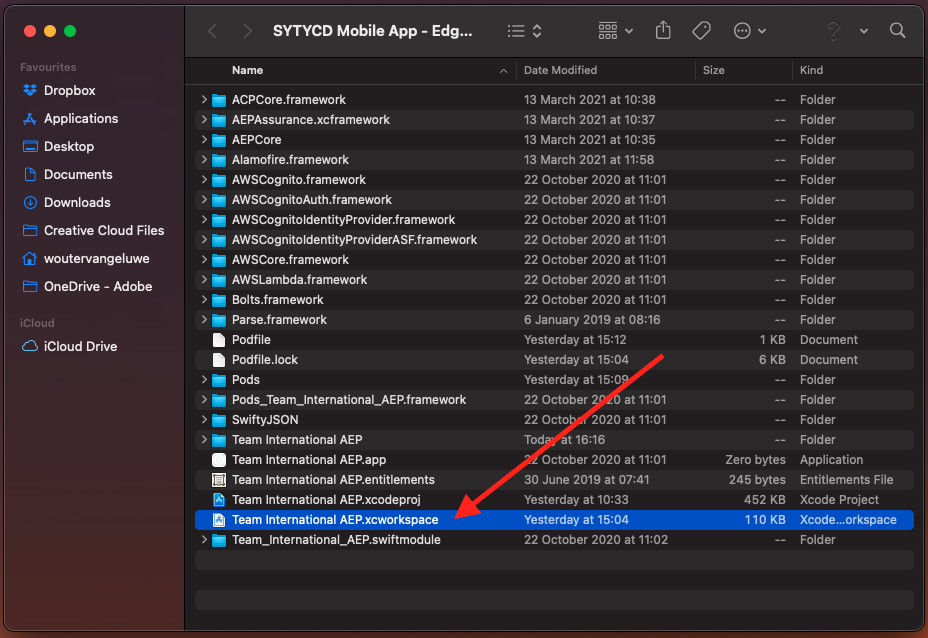 SYTYCD Mobile App - Edg...
Favourites
Dropbox
Applications
Desktop
Documents
Downloads
Creative Cloud Files
woutervangeluwe
OneDrive - Adobe
iCloud
iCloud Drive
Name Date Modified Size Kind
ACPCore.framework 13 March 2021 at 10:38 -- Folder
AEPAssurance.xcframework 13 March 2021 at 10:37 -- Folder
AEPCore 13 March 2021 at 10:35 -- Folder
Alamofire.framework 13 March 2021 at 11:58 -- Folder
AWSCognito.framework 22 October 2020 at 11:01 -- Folder
AWSCognitoAuth.framework 22 October 2020 at 11:01 -- Folder
AWSCognitoIdentityProvider.framework 22 October 2020 at 11:01 -- Folder
AWSCognitoIdentityProviderASF.framework 22 October 2020 at 11:01 -- Folder
AWSCore.framework 22 October 2020 at 11:01 -- Folder
AWSLambda.framework 22 October 2020 at 11:01 -- Folder
Bolts.framework 22 October 2020 at 11:01 -- Folder
Parse.framework 6 January 2019 at 08:16 -- Folder
Podfile Yesterday at 15:12 1 KB Document
Podfile.lock Yesterday at 15:04 6 KB Document
Pods Yesterday at 15:09 -- Folder
Pods_Team_International_AEP.framework 22 October 2020 at 11:01 -- Folder
SwiftyJSON 22 October 2020 at 11:01 -- Folder
Team International AEP Today at 16:16 -- Folder
Team International AEP.app 22 October 2020 at 11:01 Zero bytes Application
Team International AEP.entitlements 30 June 2019 at 07:41 245 bytes Entitlements File
Team International AEP.xcodeproj Yesterday at 10:33 452 KB Xcode Project
Team International AEP.xcworkspace Yesterday at 15:04 110 KB Xcode...orkspace
Team_International_AEP.swiftmodule 22 October 2020 at 11:02 -- Folder